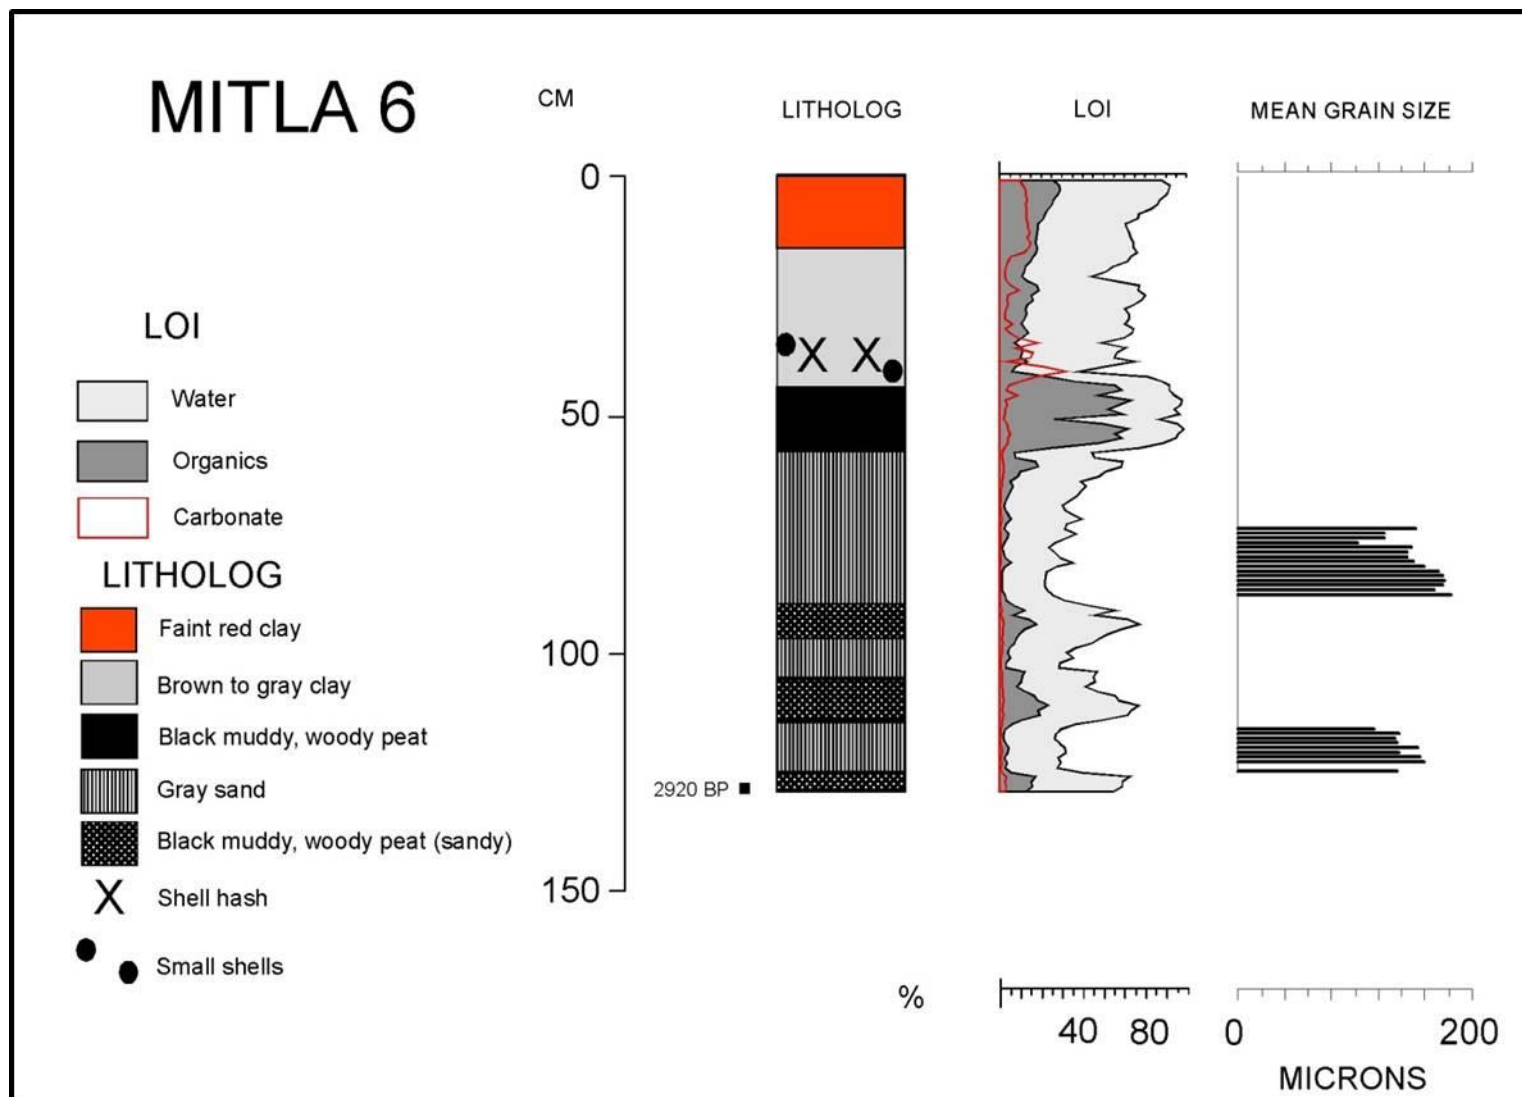 MITLA 6
CM
LITHOLOG
LOI
MEAN GRAIN SIZE
0
50
100
150
2920 BP
LOI
Water
Organics
Carbonate
LITHOLOG
Faint red clay
Brown to gray clay
Black muddy, woody peat
Gray sand
Black muddy, woody peat (sandy)
X Shell hash
Small shells
X X
%
40 80
0 200
MICRONS